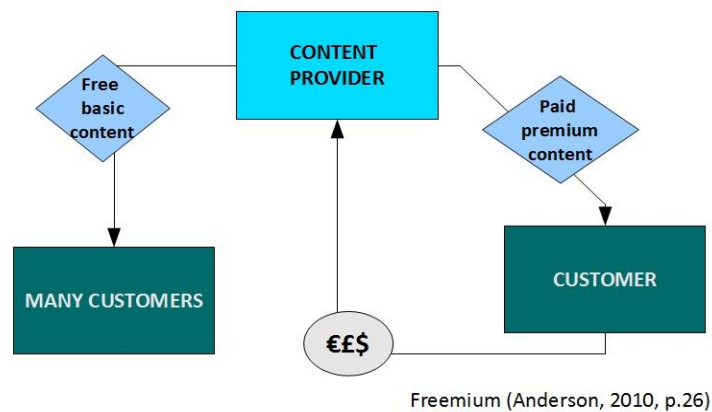 CONTENT
PROVIDER
Free
basic
content
Paid
premium
content
MANY CUSTOMERS
CUSTOMER
€£$
Freemium (Anderson, 2010, p.26)